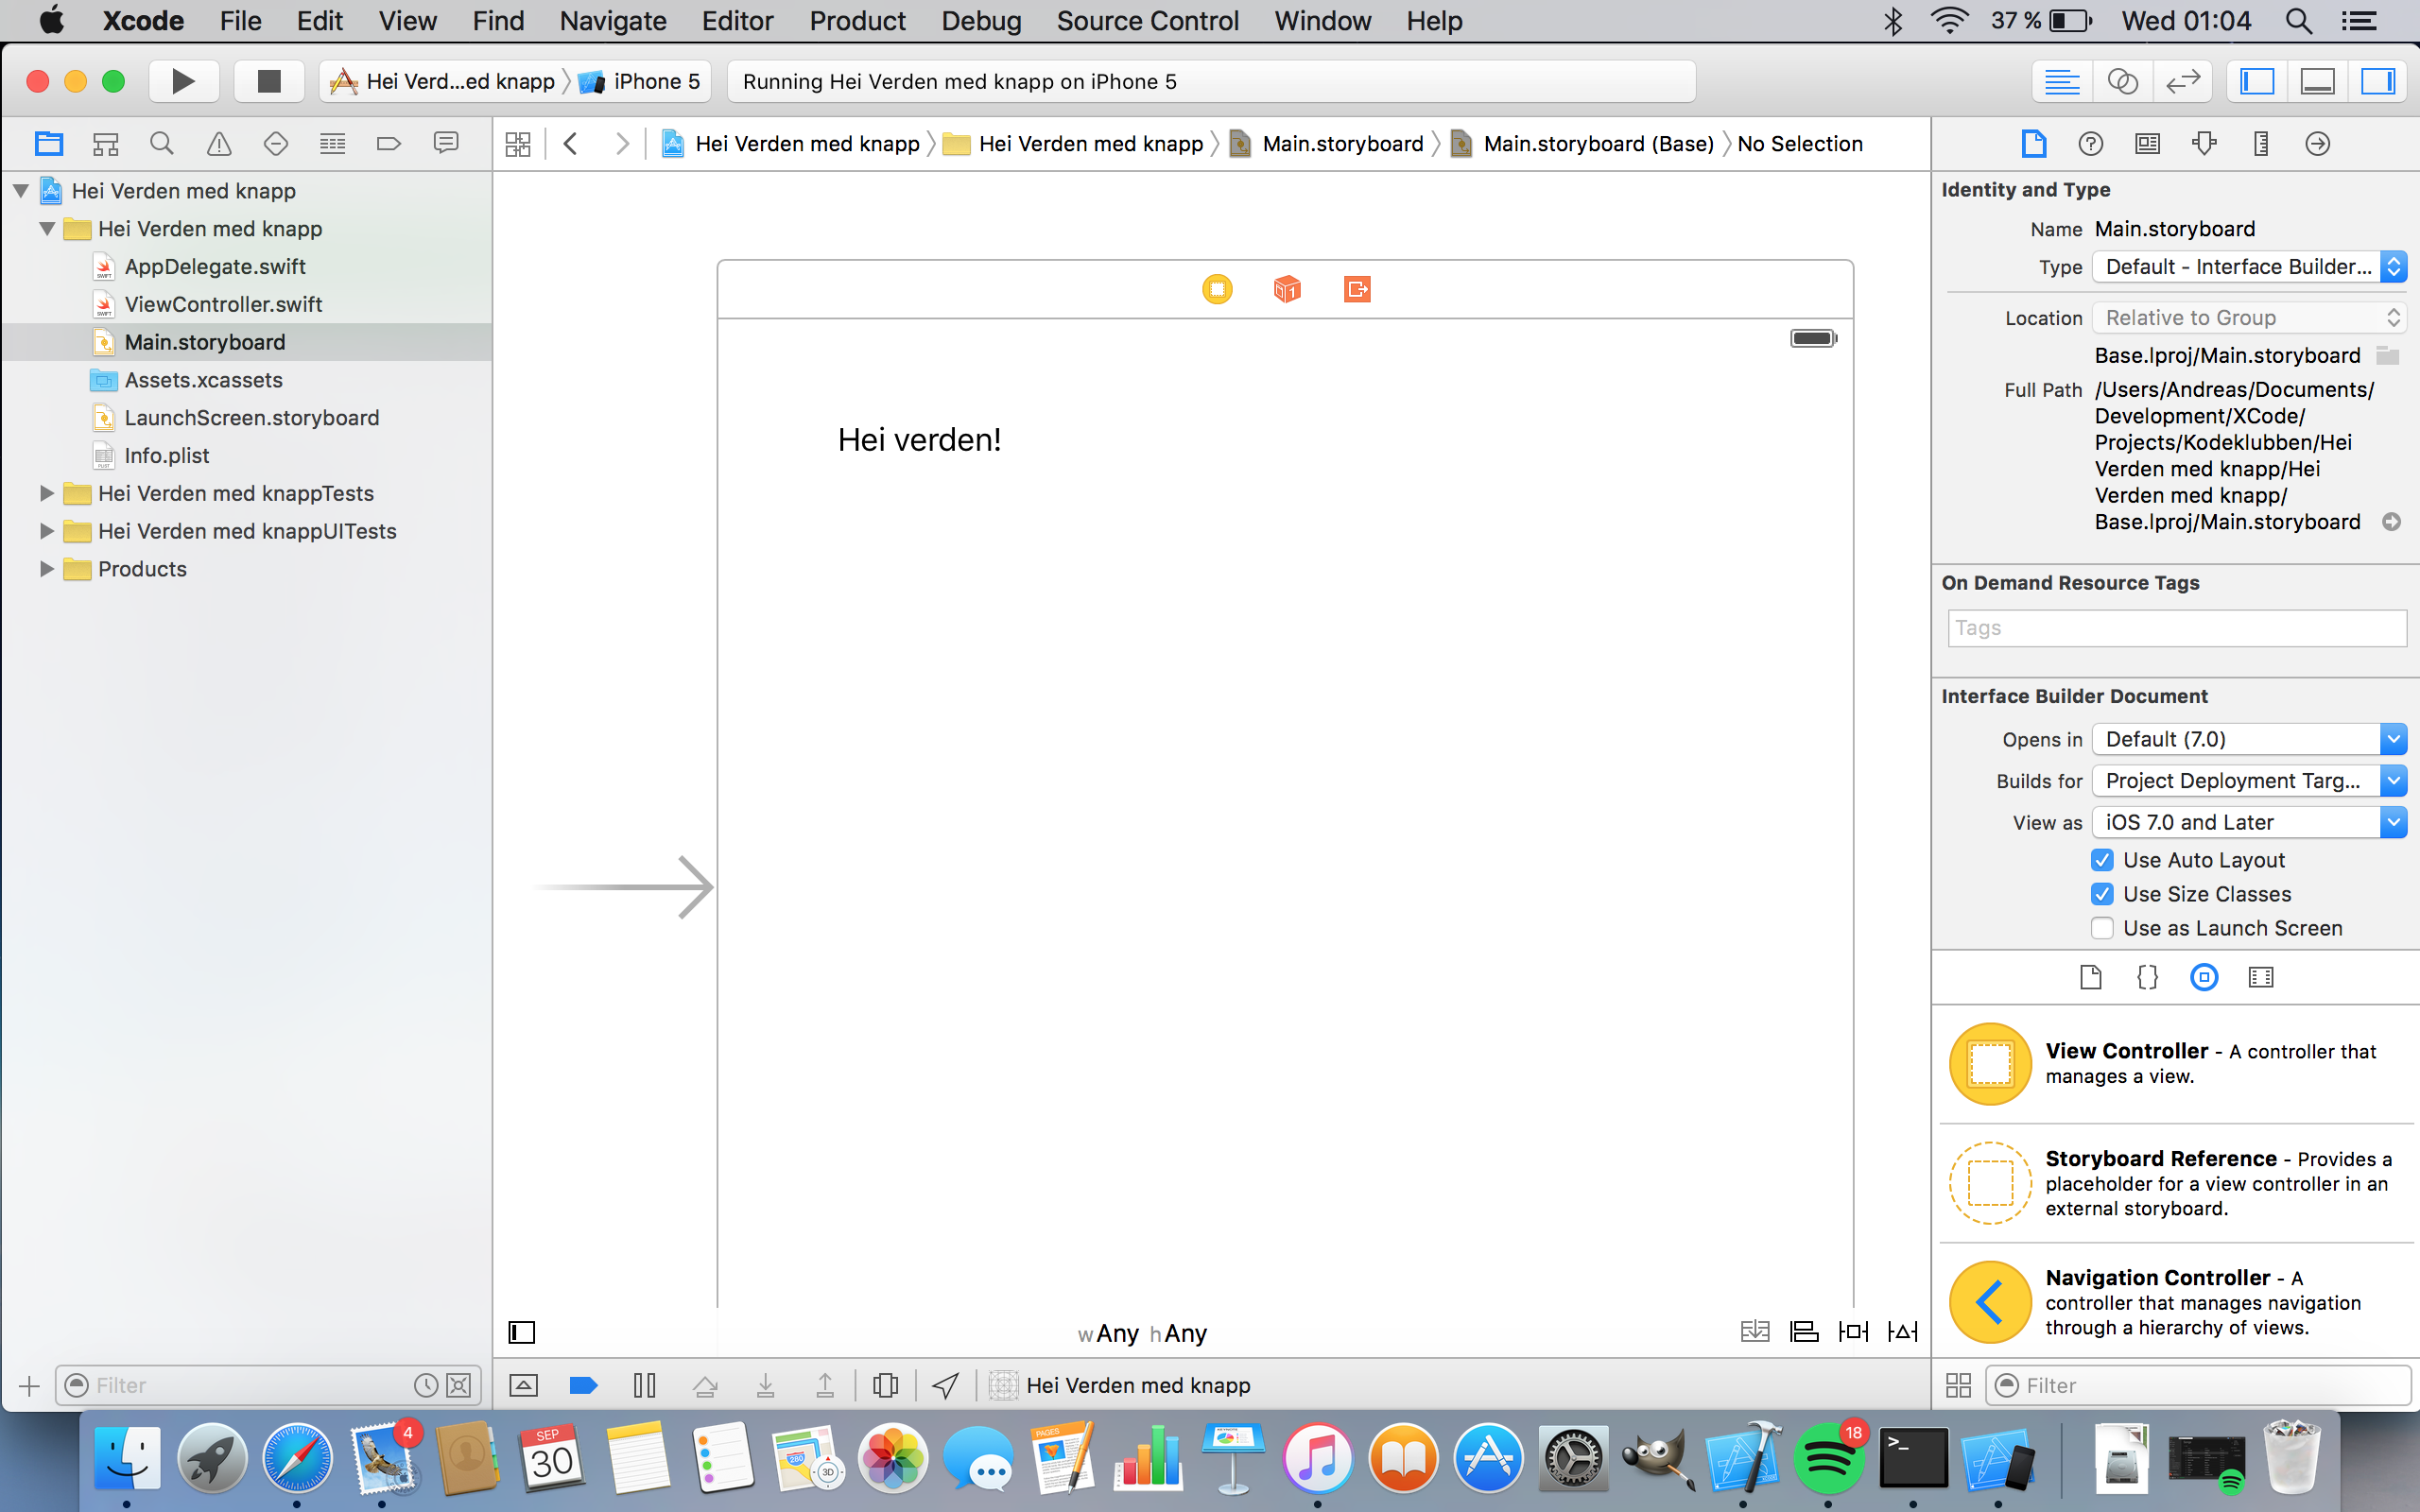 Xcode File Edit View Find Navigate Editor Product Debug Source Control Window Help 37 % Wed 01:04
Hei Verd...ed knapp iPhone 5 Running Hei Verden med knapp on iPhone 5
Hei Verden med knapp Hei Verden med knapp Main.storyboard Main.storyboard (Base) No Selection
Hei Verden med knapp
Hei Verden med knapp
AppDelegate.swift
ViewController.swift
Main.storyboard
Assets.xcassets
LaunchScreen.storyboard
Info.plist
Hei Verden med knappTests
Hei Verden med knappUITests
Products
Filter
Hei verden!
w Any h Any
Hei Verden med knapp
Identity and Type
Name Main.storyboard
Type Default - Interface Builder...
Location Relative to Group
Base.lproj/Main.storyboard
Full Path /Users/Andreas/Documents/
Development/XCode/
Projects/Kodeklubben/Hei
Verden med knapp/Hei
Verden med knapp/
Base.lproj/Main.storyboard
On Demand Resource Tags
Tags
Interface Builder Document
Opens in Default (7.0)
Builds for Project Deployment Targ...
View as iOS 7.0 and Later
Use Auto Layout
Use Size Classes
Use as Launch Screen
View Controller - A controller that
manages a view.
Storyboard Reference - Provides a
placeholder for a view controller in an
external storyboard.
Navigation Controller - A
controller that manages navigation
through a hierarchy of views.
Filter
4
SEP
30
280
3D
PAGES
18
>_